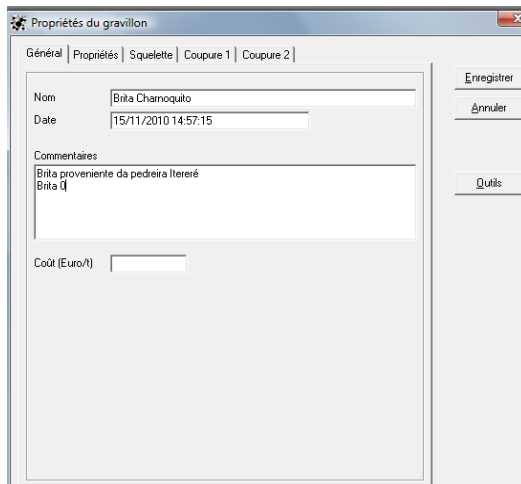 Propriétés du gravillon
Général Propriétés Squelette Coupure 1 Coupure 2
Enregistrer
Nom Brita Charnoquito
Annuler
Date 15/11/2010 14:57:15
Commentaires
Brita proveniente da pedreira Itereré
Brita 0
Outils
Coût (Euro/t)